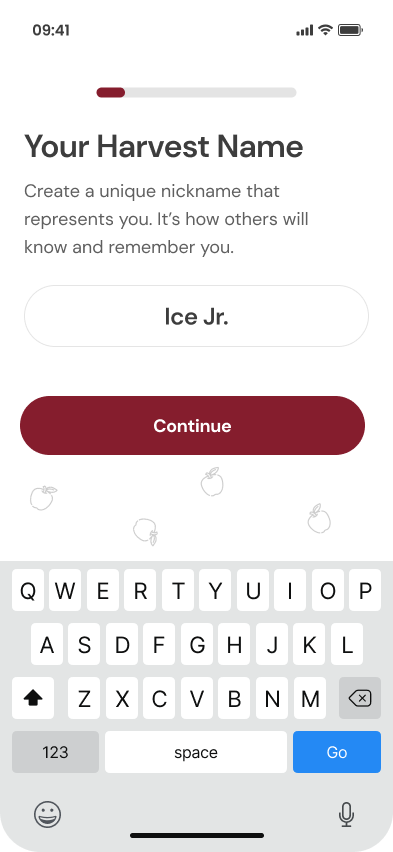 09:41
Your Harvest Name
Create a unique nickname that
represents you. It’s how others will
know and remember you.
Ice Jr.
Continue
Q W E R T Y U I O P
A S D F G H J K L
Z X C V B N M
123 space Go